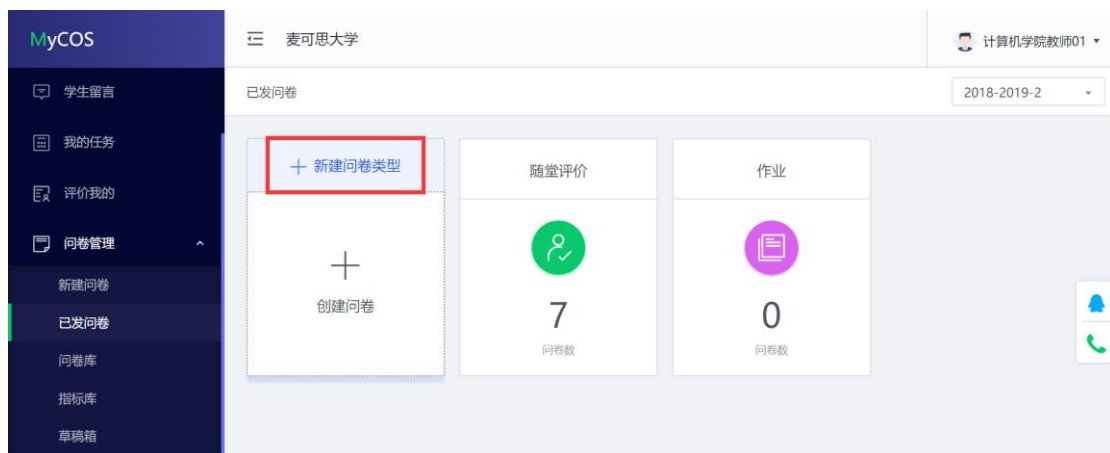 MyCOS
麦可思大学
计算机学院教师01
学生留言
已发问卷
2018-2019-2
我的任务
评价我的
问卷管理
新建问卷
已发问卷
问卷库
指标库
草稿箱
+ 新建问卷类型
创建问卷
随堂评价
7
问卷数
作业
0
问卷数